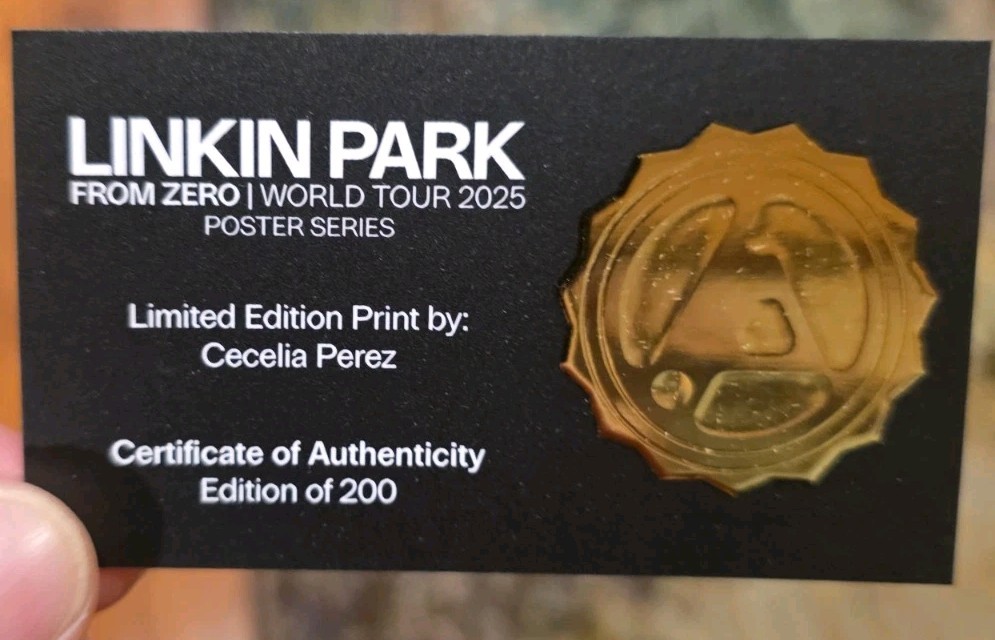 LINKIN PARK
FROM ZERO | WORLD TOUR 2025
POSTER SERIES
Limited Edition Print by:
Cecelia Perez
Certificate of Authenticity
Edition of 200